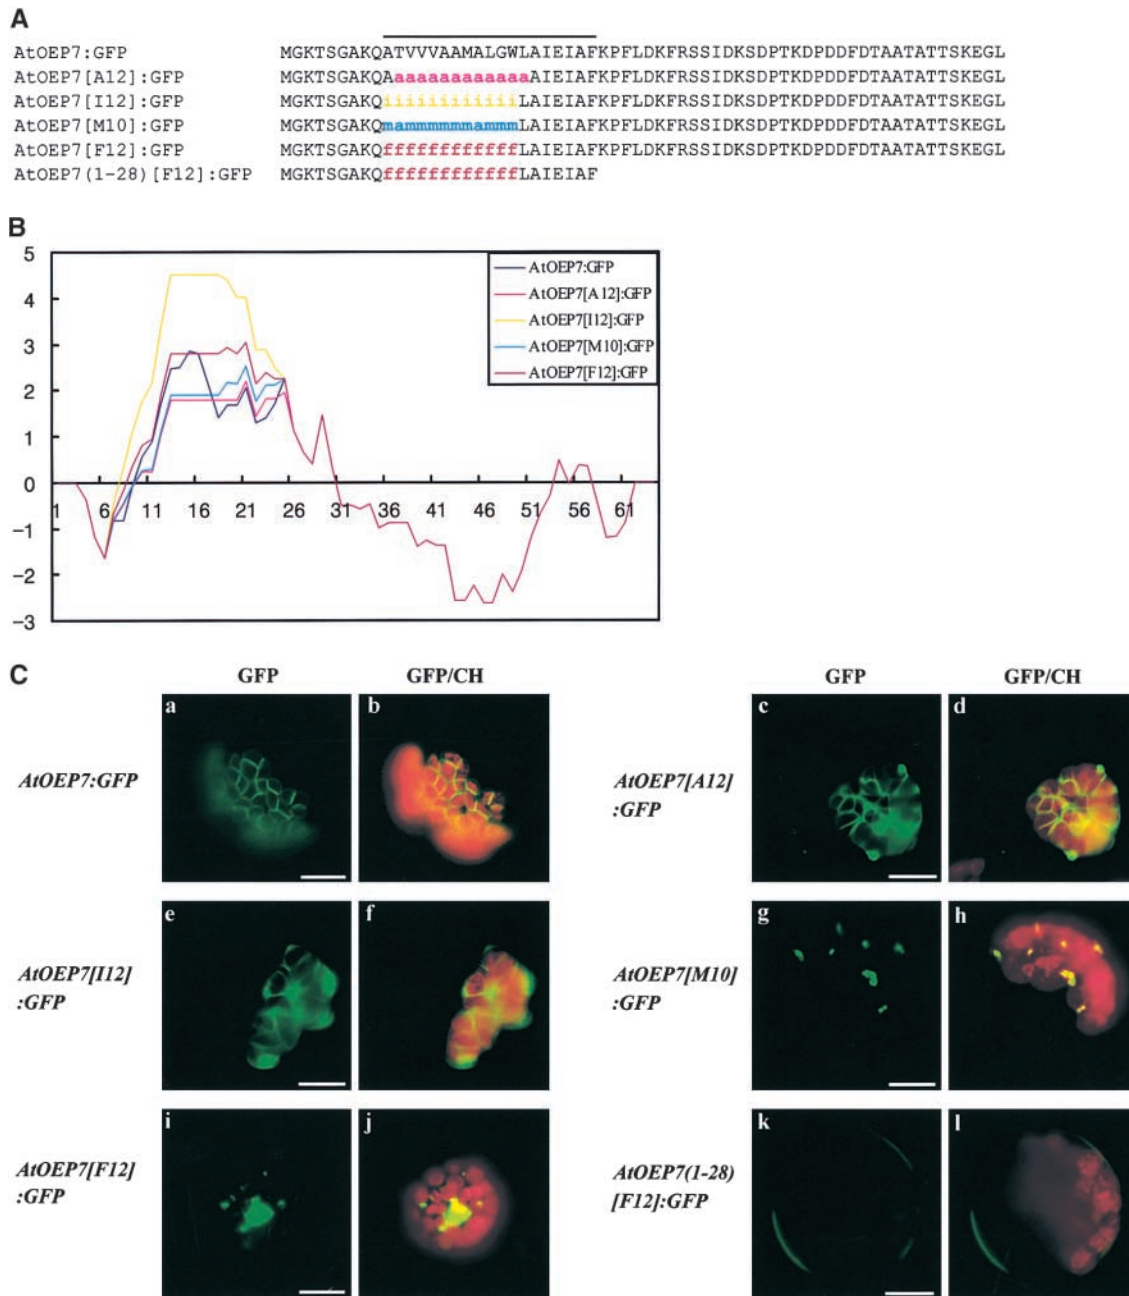 A
AtOEP7:GFP MGKTSGAKQATVVVAAMALGWLAIEIAFKPFLDKFRSSIDKSDPTKDPDDFDTAATATTSKEGL
AtOEP7[A12]:GFP MGKTSGAKQAaaaaaaaaaaaaAIEIAFKPFLDKFRSSIDKSDPTKDPDDFDTAATATTSKEGL
AtOEP7[I12]:GFP MGKTSGAKQiiiiiiiiiiiiLAIEIAFKPFLDKFRSSIDKSDPTKDPDDFDTAATATTSKEGL
AtOEP7[M10]:GFP MGKTSGAKQmammmmmmammmLAIEIAFKPFLDKFRSSIDKSDPTKDPDDFDTAATATTSKEGL
AtOEP7[F12]:GFP MGKTSGAKQffffffffffffLAIEIAFKPFLDKFRSSIDKSDPTKDPDDFDTAATATTSKEGL
AtOEP7(1-28)[F12]:GFP MGKTSGAKQffffffffffffLAIEIAF
B
5
4
3
2
1
0
−1
−2
−3
1 6 11 16 21 26 31 36 41 46 51 56 61
AtOEP7:GFP
AtOEP7[A12]:GFP
AtOEP7[I12]:GFP
AtOEP7[M10]:GFP
AtOEP7[F12]:GFP
C
GFP GFP/CH GFP GFP/CH
AtOEP7:GFP a b
AtOEP7[A12]
:GFP c d
AtOEP7[I12]
:GFP e f
AtOEP7[M10]
:GFP g h
AtOEP7[F12]
:GFP i j
AtOEP7(1-28)
[F12]:GFP k l